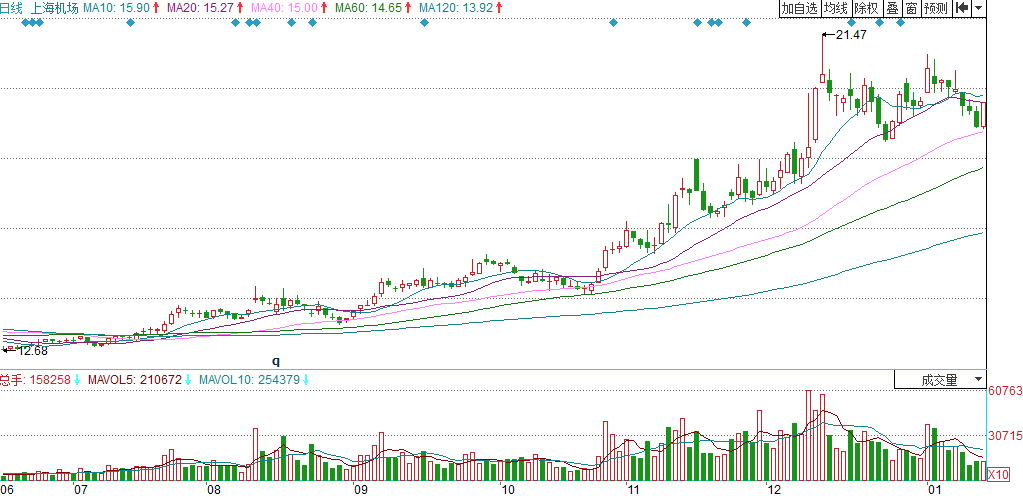 日线 上海机场 MA10: 15.90↑ MA20: 15.27↑ MA40: 15.00↑ MA60: 14.65↑ MA120: 13.92↑ 加自选 均线 除权 叠 窗 预测
←21.47
←12.68
q
总手: 158258↓ MAVOL5: 210672↓ MAVOL10: 254379↓ 成交量
60763
30715
X10
06 07 08 09 10 11 12 01